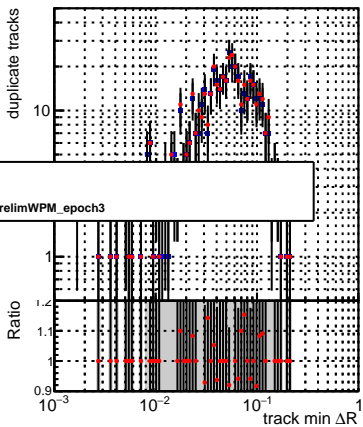 duplicate tracks
10
relimWPM_epoch3
1
Ratio
1.2
1.1
1
0.9
10⁻³ 10⁻² 10⁻¹ 1
track min ΔR